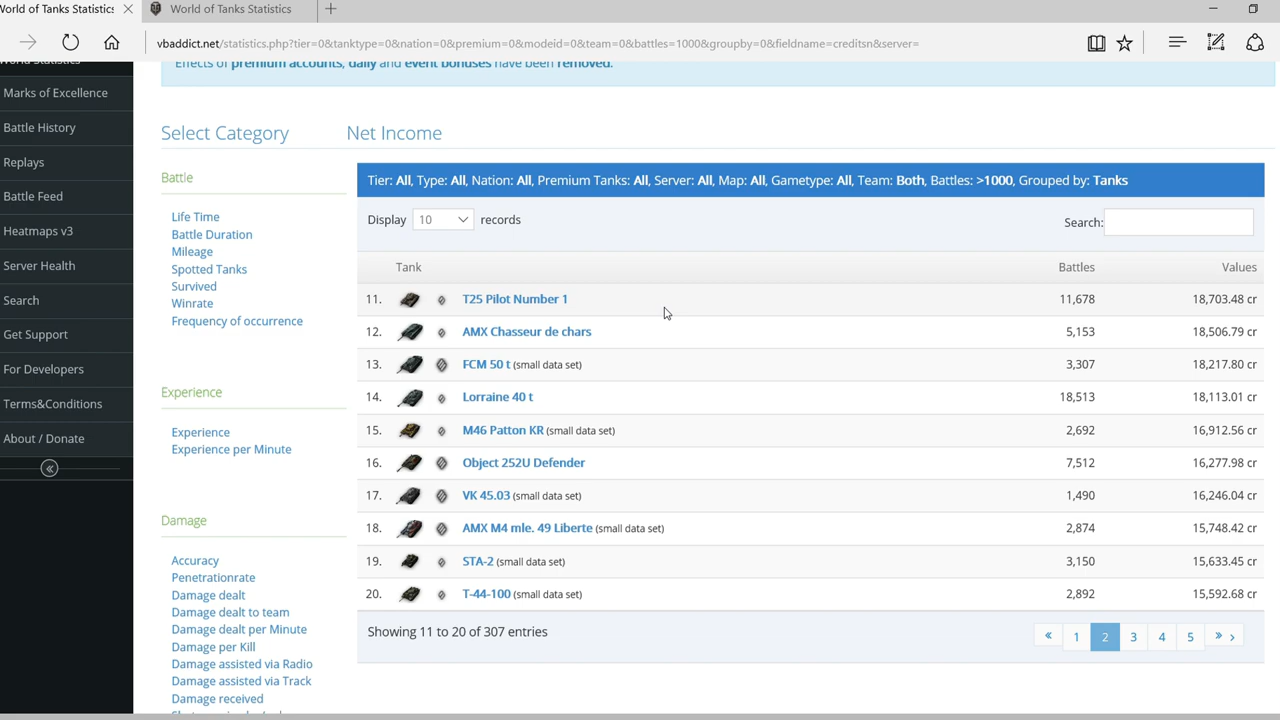 World of Tanks Statistics
World of Tanks Statistics
vbaddict.net/statistics.php?tier=0&tanktype=0&nation=0&premium=0&modeid=0&team=0&battles=1000&groupby=0&fieldname=creditsn&server=
World Statistics
Marks of Excellence
Battle History
Replays
Battle Feed
Heatmaps v3
Server Health
Search
Get Support
For Developers
Terms&Conditions
About / Donate
Effects of premium accounts, daily and event bonuses have been removed.
Select Category
Battle
Life Time
Battle Duration
Mileage
Spotted Tanks
Survived
Winrate
Frequency of occurrence
Experience
Experience
Experience per Minute
Damage
Accuracy
Penetrationrate
Damage dealt
Damage dealt to team
Damage dealt per Minute
Damage per Kill
Damage assisted via Radio
Damage assisted via Track
Damage received
Net Income
Tier: All, Type: All, Nation: All, Premium Tanks: All, Server: All, Map: All, Gametype: All, Team: Both, Battles: >1000, Grouped by: Tanks
Display 10 records Search:
Tank Battles Values
11. T25 Pilot Number 1 11,678 18,703.48 cr
12. AMX Chasseur de chars 5,153 18,506.79 cr
13. FCM 50 t (small data set) 3,307 18,217.80 cr
14. Lorraine 40 t 18,513 18,113.01 cr
15. M46 Patton KR (small data set) 2,692 16,912.56 cr
16. Object 252U Defender 7,512 16,277.98 cr
17. VK 45.03 (small data set) 1,490 16,246.04 cr
18. AMX M4 mle. 49 Liberte (small data set) 2,874 15,748.42 cr
19. STA-2 (small data set) 3,150 15,633.45 cr
20. T-44-100 (small data set) 2,892 15,592.68 cr
Showing 11 to 20 of 307 entries
« 1 2 3 4 5 » ›